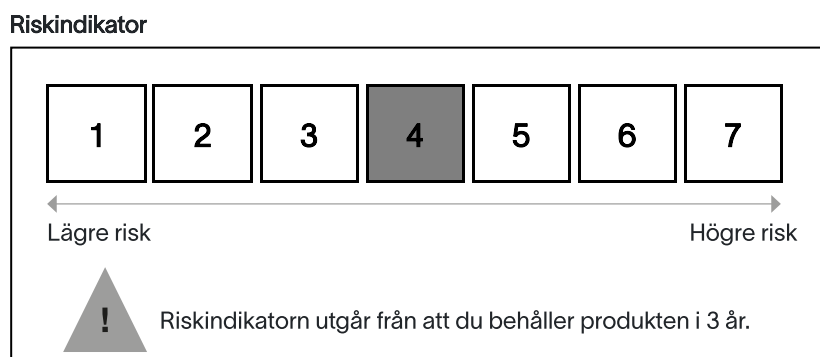 Riskindikator
1 2 3 4 5 6 7
Lägre risk Högre risk
! Riskindikatorn utgår från att du behåller produkten i 3 år.